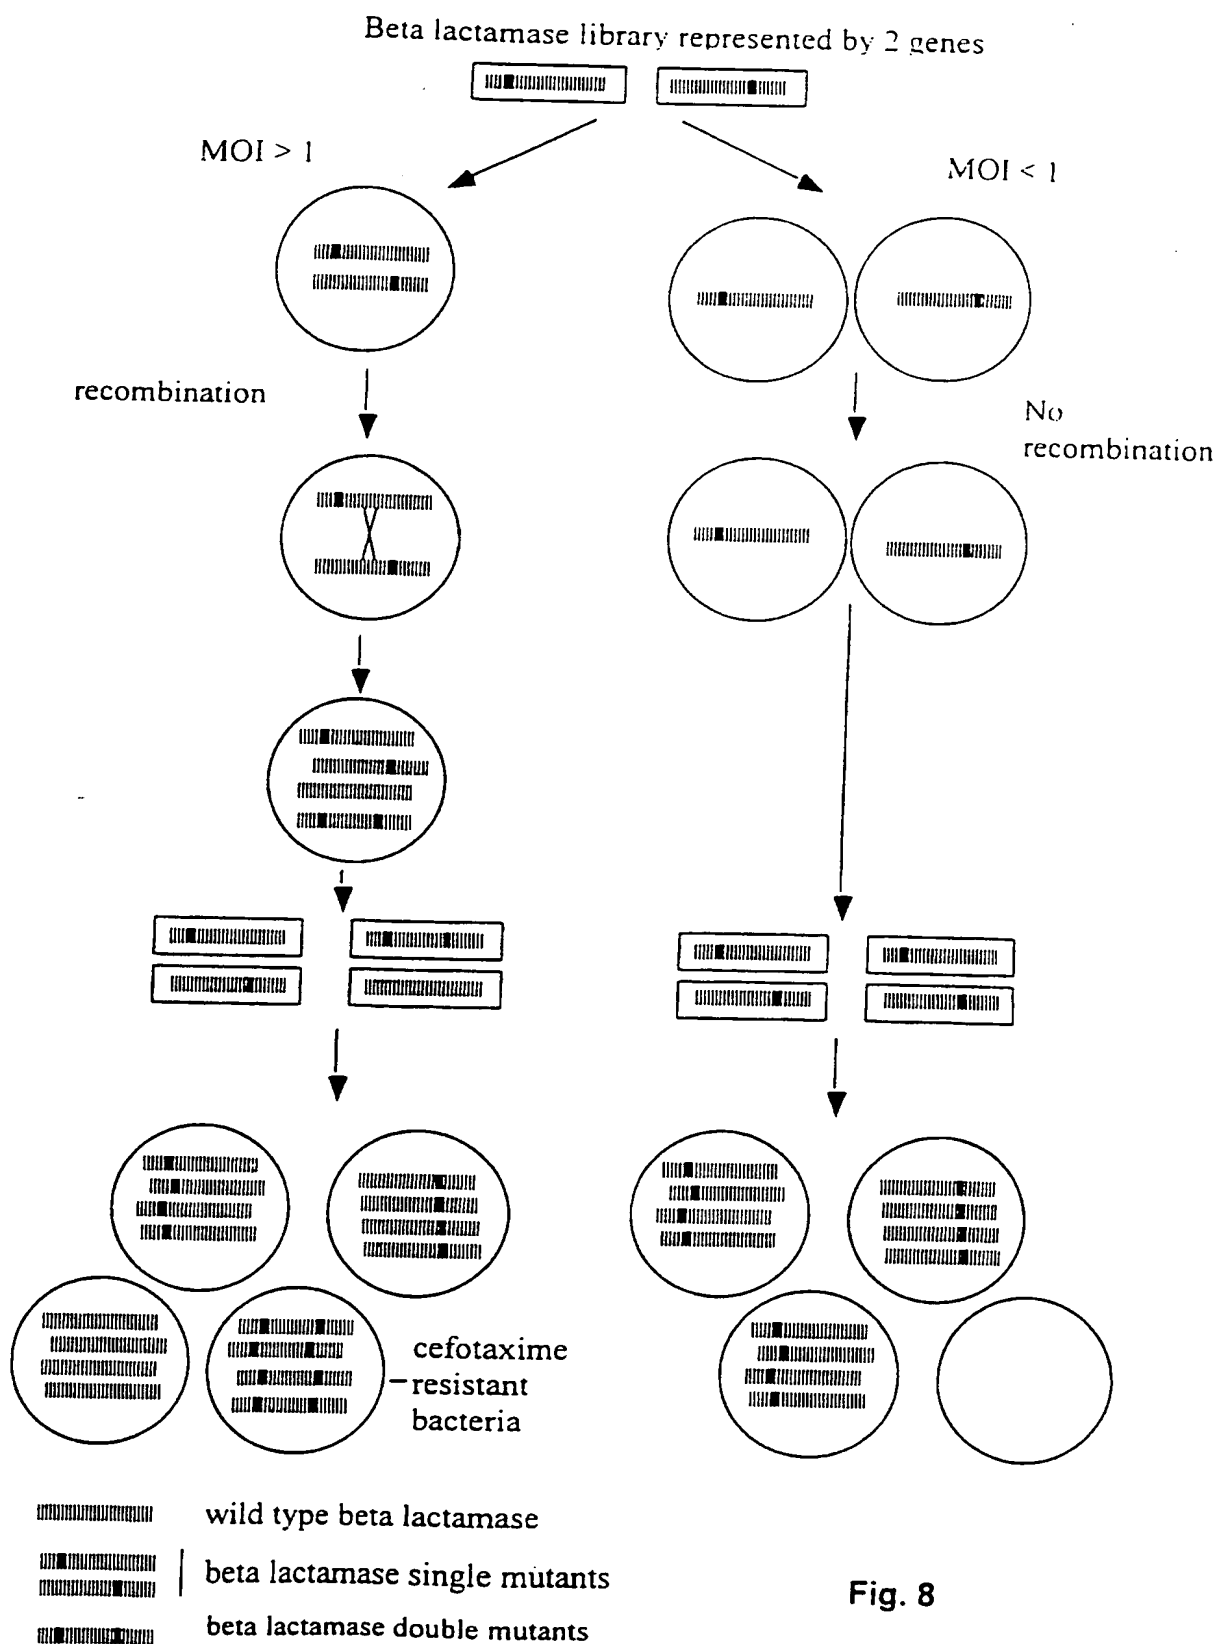 Beta lactamase library represented by 2 genes
MOI > 1
MOI < 1
recombination
No
recombination
cefotaxime
resistant
bacteria
wild type beta lactamase
beta lactamase single mutants
beta lactamase double mutants
Fig. 8